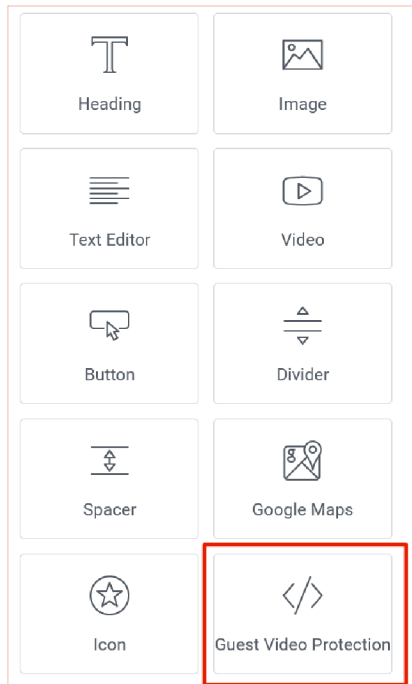 Heading
Image
Text Editor
Video
Button
Divider
Spacer
Google Maps
Icon
Guest Video Protection